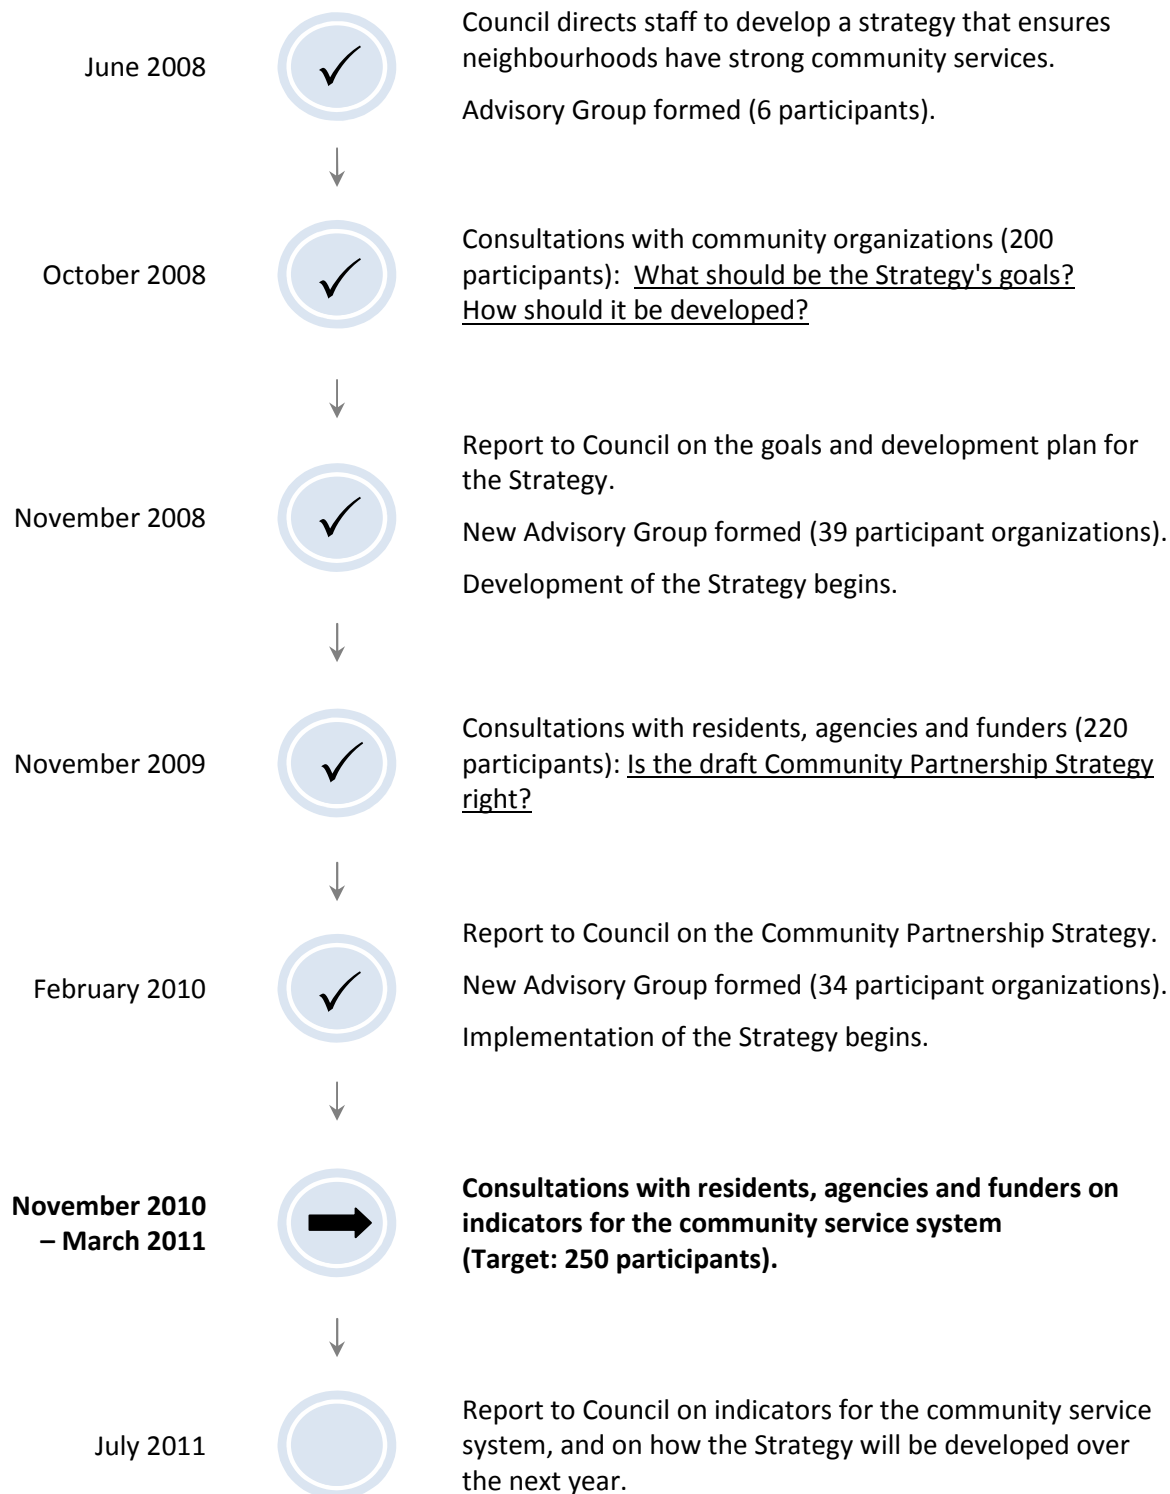 June 2008
Council directs staff to develop a strategy that ensures
neighbourhoods have strong community services.
Advisory Group formed (6 participants).
October 2008
Consultations with community organizations (200
participants):  What should be the Strategy's goals?
How should it be developed?
November 2008
Report to Council on the goals and development plan for
the Strategy.
New Advisory Group formed (39 participant organizations).
Development of the Strategy begins.
November 2009
Consultations with residents, agencies and funders (220
participants): Is the draft Community Partnership Strategy
right?
February 2010
Report to Council on the Community Partnership Strategy.
New Advisory Group formed (34 participant organizations).
Implementation of the Strategy begins.
November 2010
– March 2011
Consultations with residents, agencies and funders on
indicators for the community service system
(Target: 250 participants).
July 2011
Report to Council on indicators for the community service
system, and on how the Strategy will be developed over
the next year.